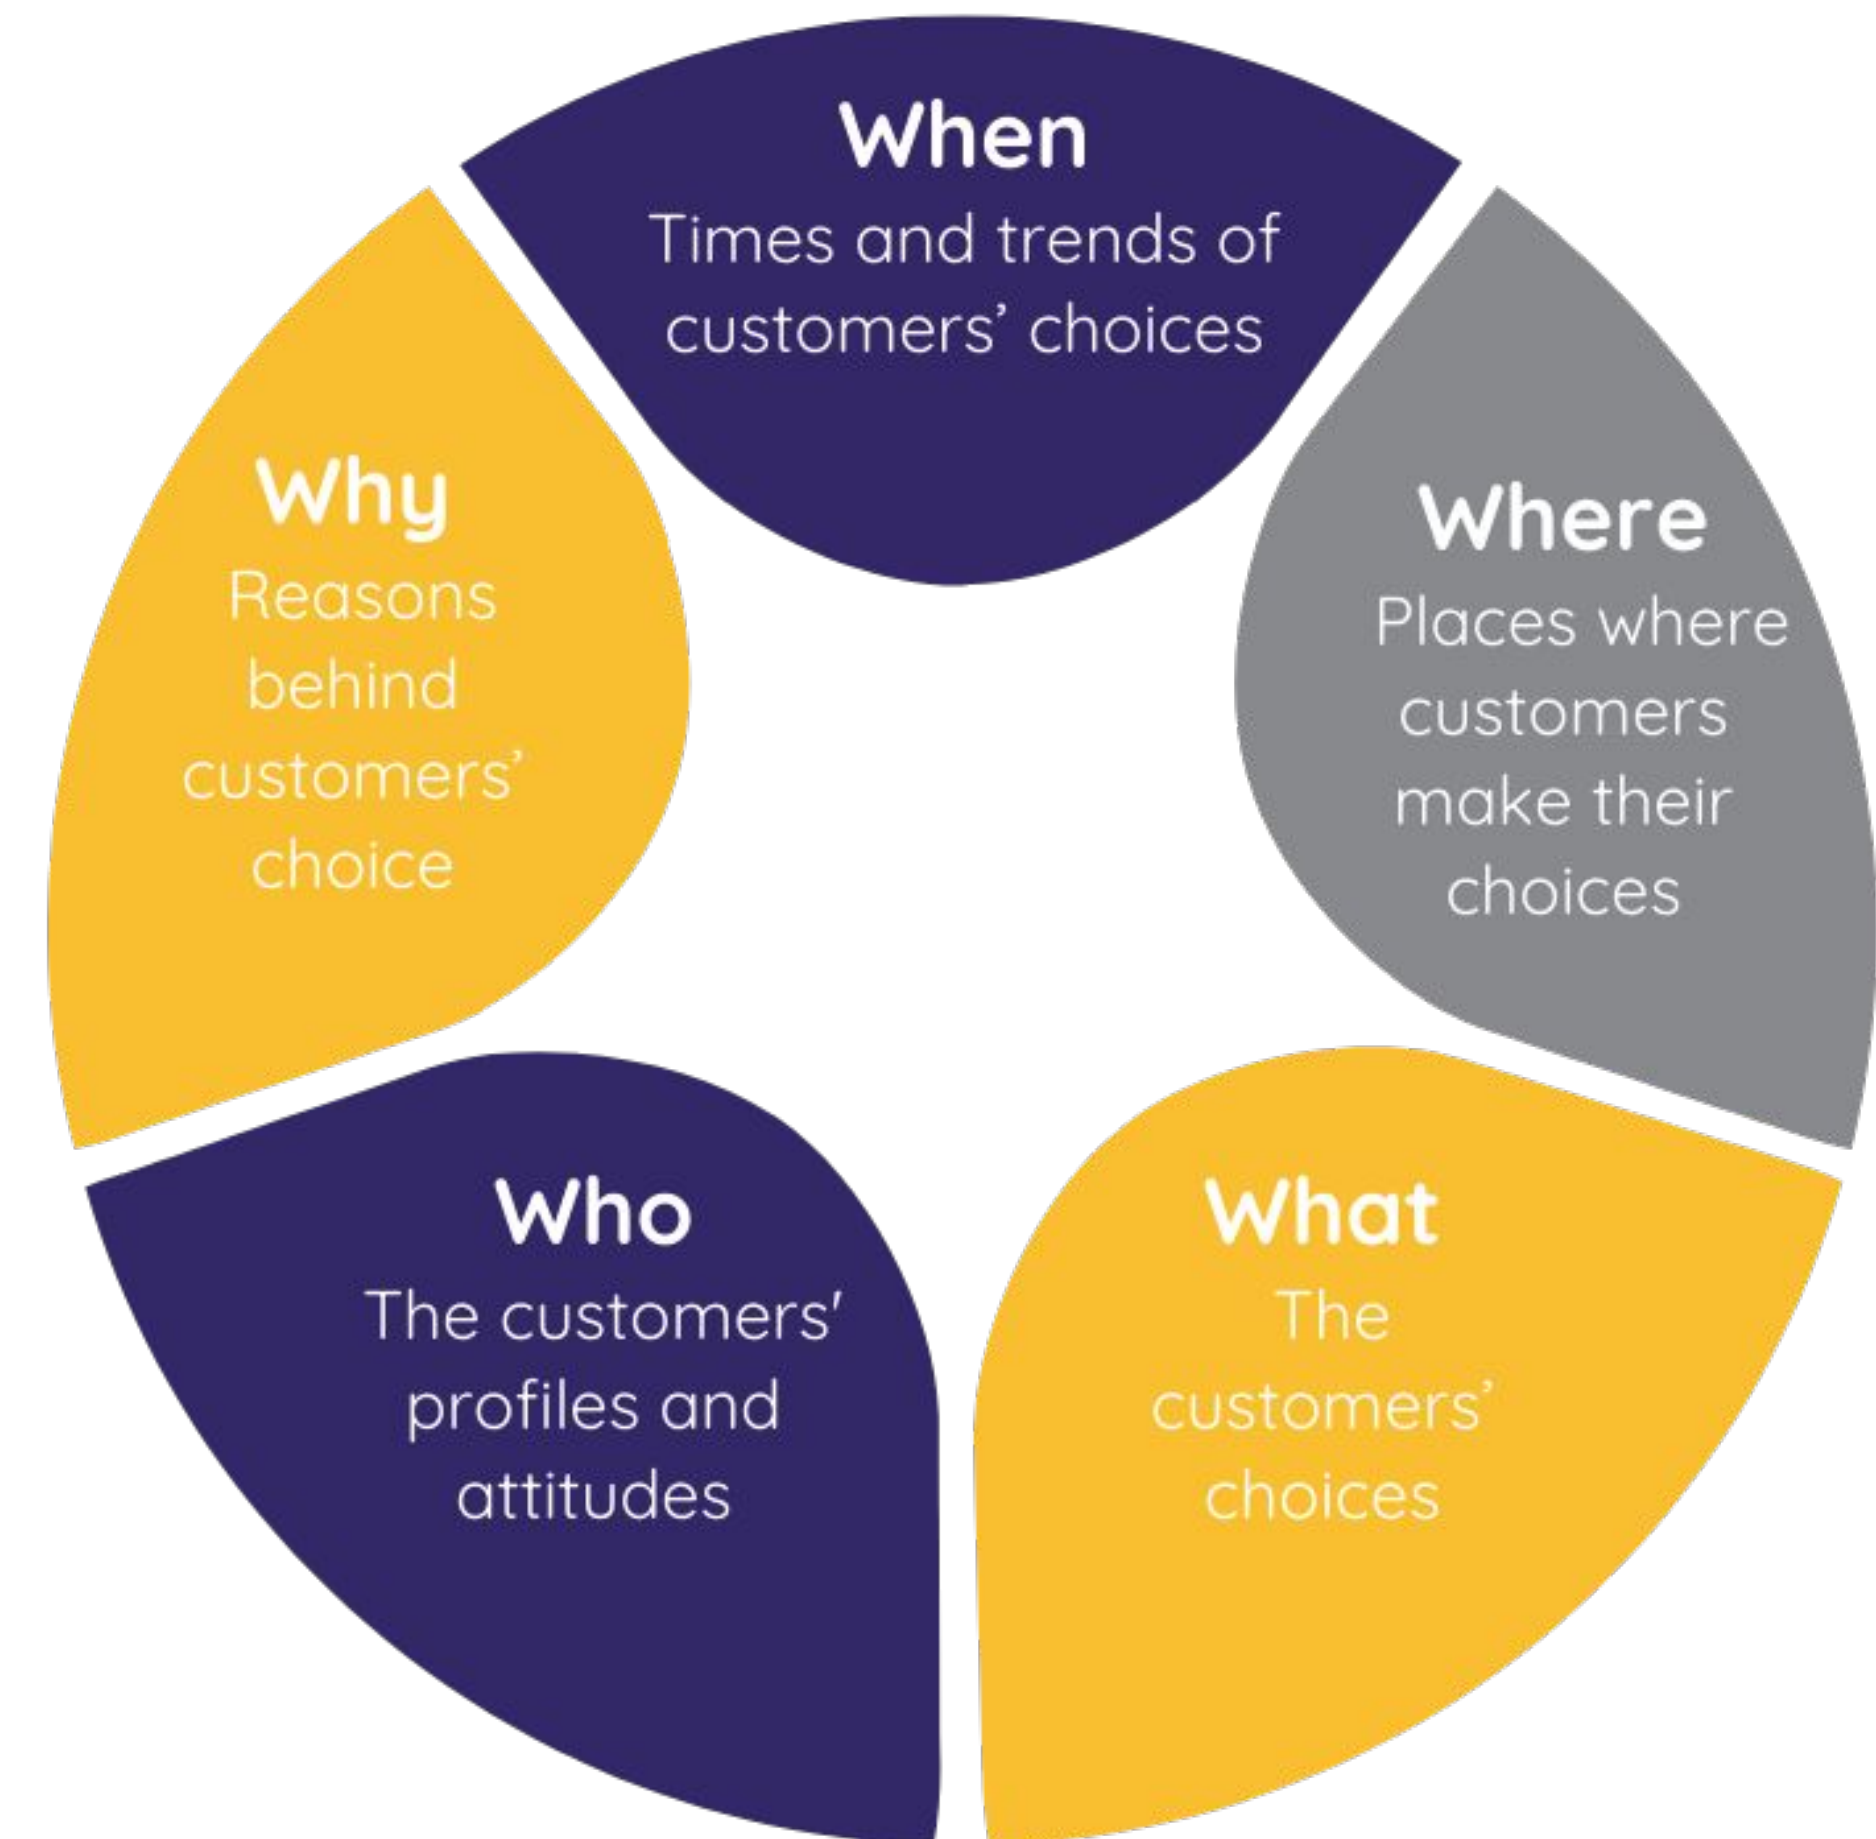 When
Times and trends of
customers’ choices
Where
Places where
customers
make their
choices
What
The
customers’
choices
Who
The customers'
profiles and
attitudes
Why
Reasons
behind
customers’
choice